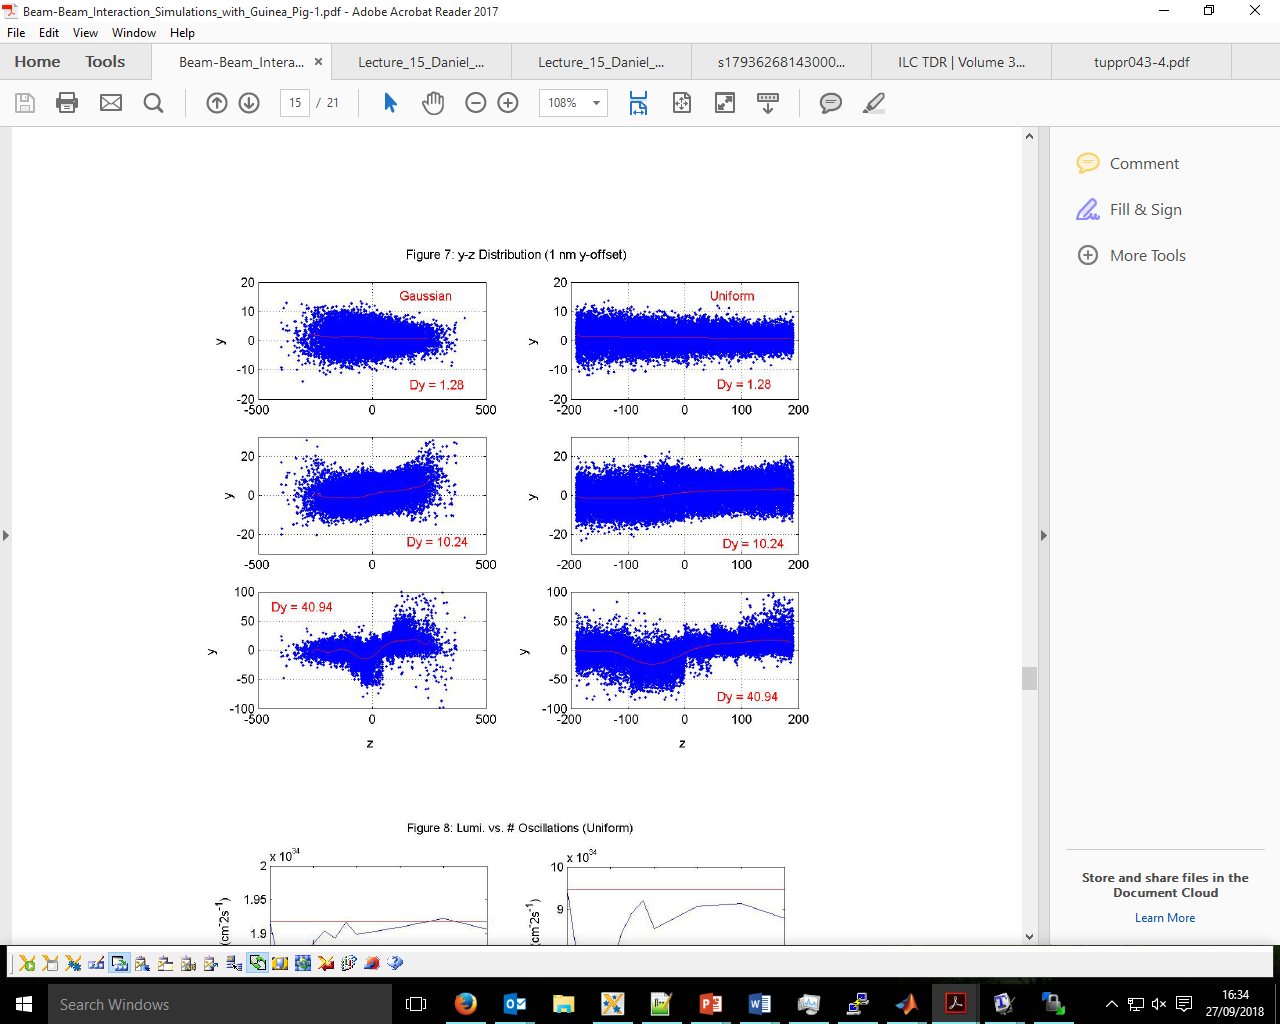 Beam-Beam_Interaction_Simulations_with_Guinea_Pig-1.pdf - Adobe Acrobat Reader 2017
File Edit View Window Help
Home Tools Beam-Beam_Intera... × Lecture_15_Daniel_... Lecture_15_Daniel_... s17936268143000... ILC TDR | Volume 3... tuppr043-4.pdf
15 / 21 108%
Comment
Fill & Sign
More Tools
Figure 7: y-z Distribution (1 nm y-offset)
20 10 0 -10 -20
y
Gaussian
Dy = 1.28
-500 0 500
20 10 0 -10 -20
y
Uniform
Dy = 1.28
-200 -100 0 100 200
20 0 -20
y
Dy = 10.24
-500 0 500
20 0 -20
y
Dy = 10.24
-200 -100 0 100 200
100 50 0 -50 -100
y
Dy = 40.94
-500 0 500
z
100 50 0 -50 -100
y
Dy = 40.94
-200 -100 0 100 200
z
Figure 8: Lumi. vs. # Oscillations (Uniform)
x 10^34
2
1.95
1.9
(cm-2s-1)
x 10^34
10
9
(cm-2s-1)
Store and share files in the
Document Cloud
Learn More
Search Windows
16:34
27/09/2018